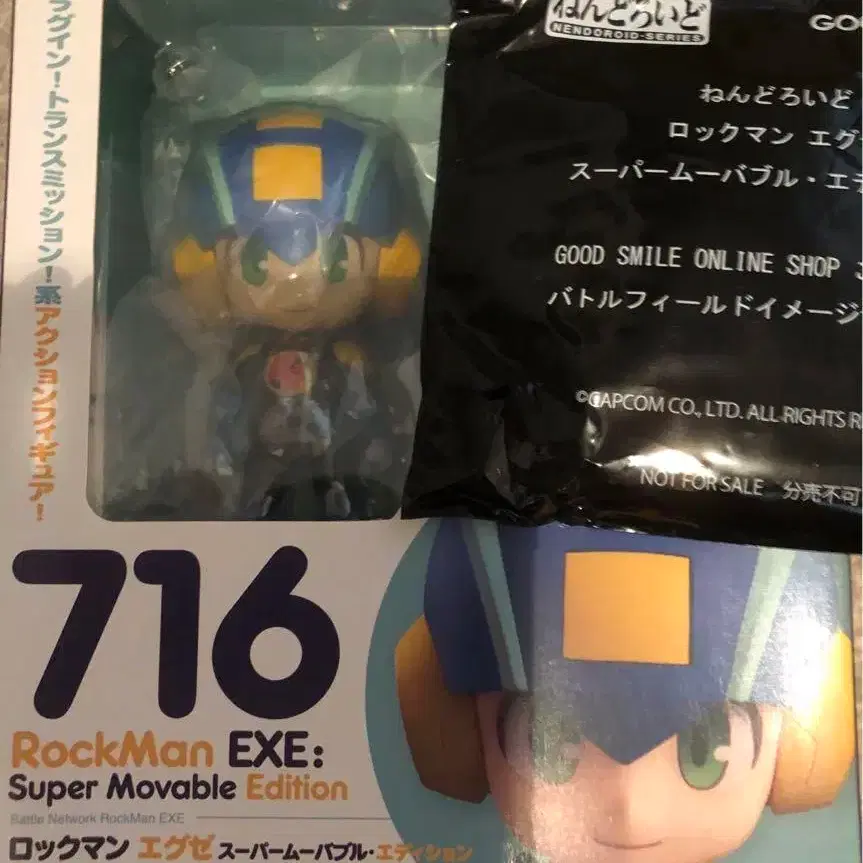 ラグイン!トランスミッション!系アクションフィギュア!
ねんどろいど
NENDOROID-SERIES
GO
ねんどろいど
ロックマン エグ
スーパームーバブル・エデ
GOOD SMILE ONLINE SHOP
バトルフィールドイメージ
©CAPCOM CO., LTD. ALL RIGHTS R
NOT FOR SALE 分売不可
716
RockMan EXE:
Super Movable Edition
Battle Network RockMan EXE
ロックマン エグゼ スーパームーバブル・エディション